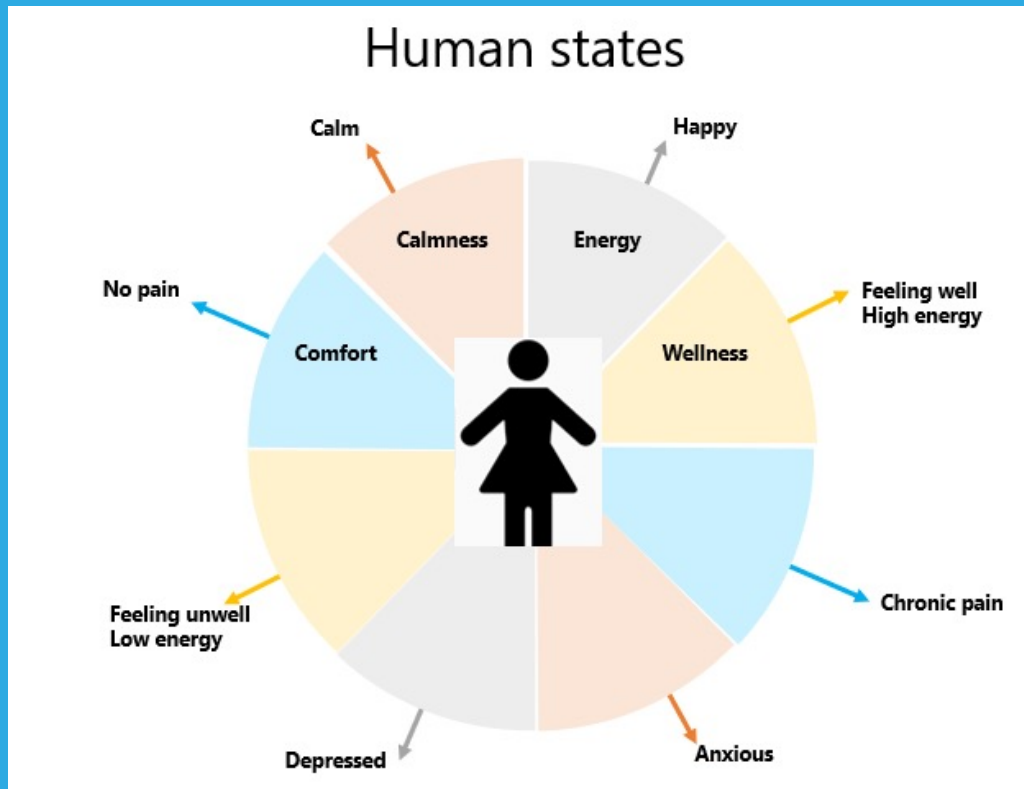 Human states
Calm
Happy
Calmness
Energy
No pain
Feeling well
High energy
Comfort
Wellness
Feeling unwell
Low energy
Chronic pain
Depressed
Anxious